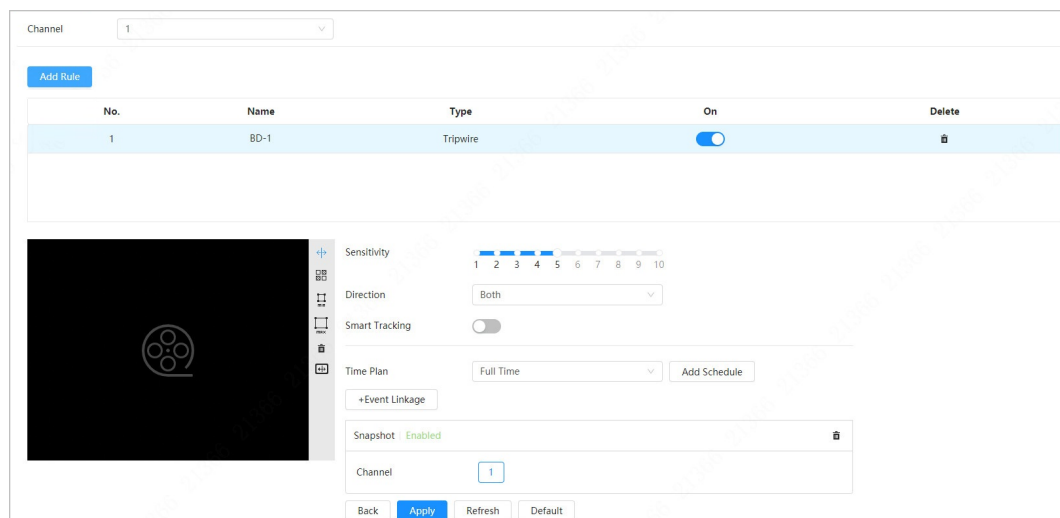 Channel 1
Add Rule
No. Name Type On Delete
1 BD-1 Tripwire
Sensitivity
1 2 3 4 5 6 7 8 9 10
Direction Both
Smart Tracking
Time Plan Full Time Add Schedule
+Event Linkage
Snapshot Enabled
Channel 1
Back Apply Refresh Default